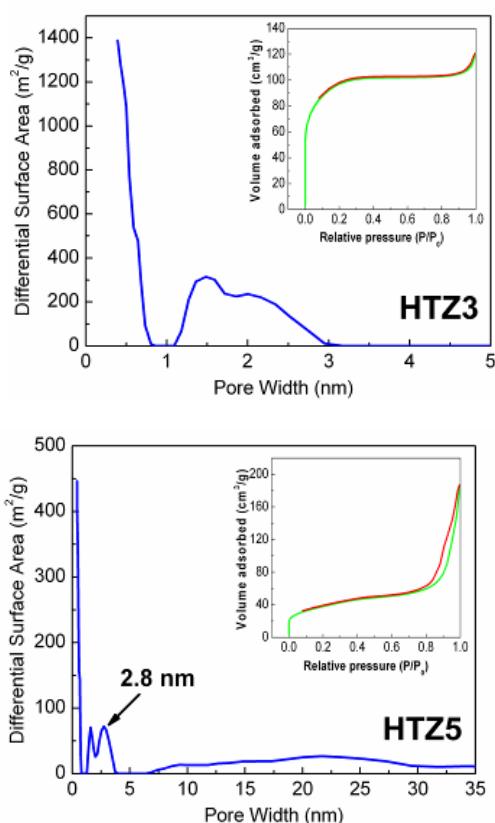 1400
1200
1000
800
600
400
200
0
Differential Surface Area (m²/g)
0 1 2 3 4 5
Pore Width (nm)
140
120
100
80
60
40
20
0
Volume adsorbed (cm³/g)
0.0 0.2 0.4 0.6 0.8 1.0
Relative pressure (P/P₀)
HTZ3
500
450
400
350
300
250
200
150
100
50
0
Differential Surface Area (m²/g)
0 5 10 15 20 25 30 35
Pore Width (nm)
200
160
120
80
40
0
Volume adsorbed (cm³/g)
0.0 0.2 0.4 0.6 0.8 1.0
Relative pressure (P/P₀)
2.8 nm
HTZ5